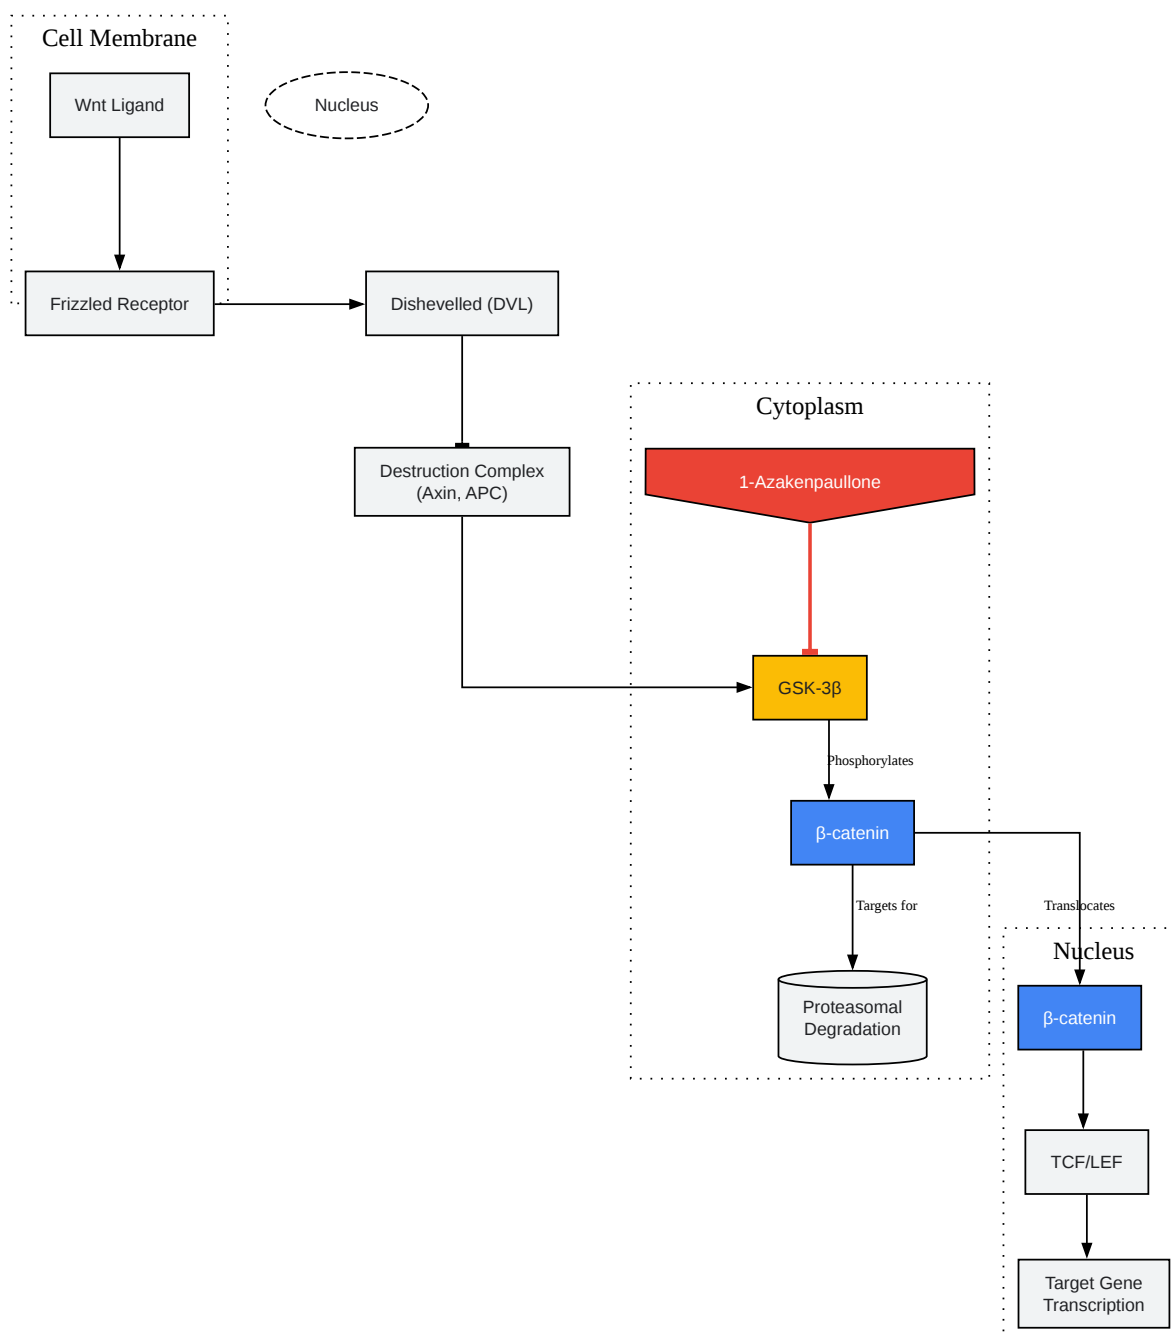 Cell Membrane
Wnt Ligand
Nucleus
Frizzled Receptor
Dishevelled (DVL)
Cytoplasm
Destruction Complex
(Axin, APC)
1-Azakenpaullone
GSK-3β
Phosphorylates
β-catenin
Targets for
Translocates
Nucleus
Proteasomal
Degradation
β-catenin
TCF/LEF
Target Gene
Transcription